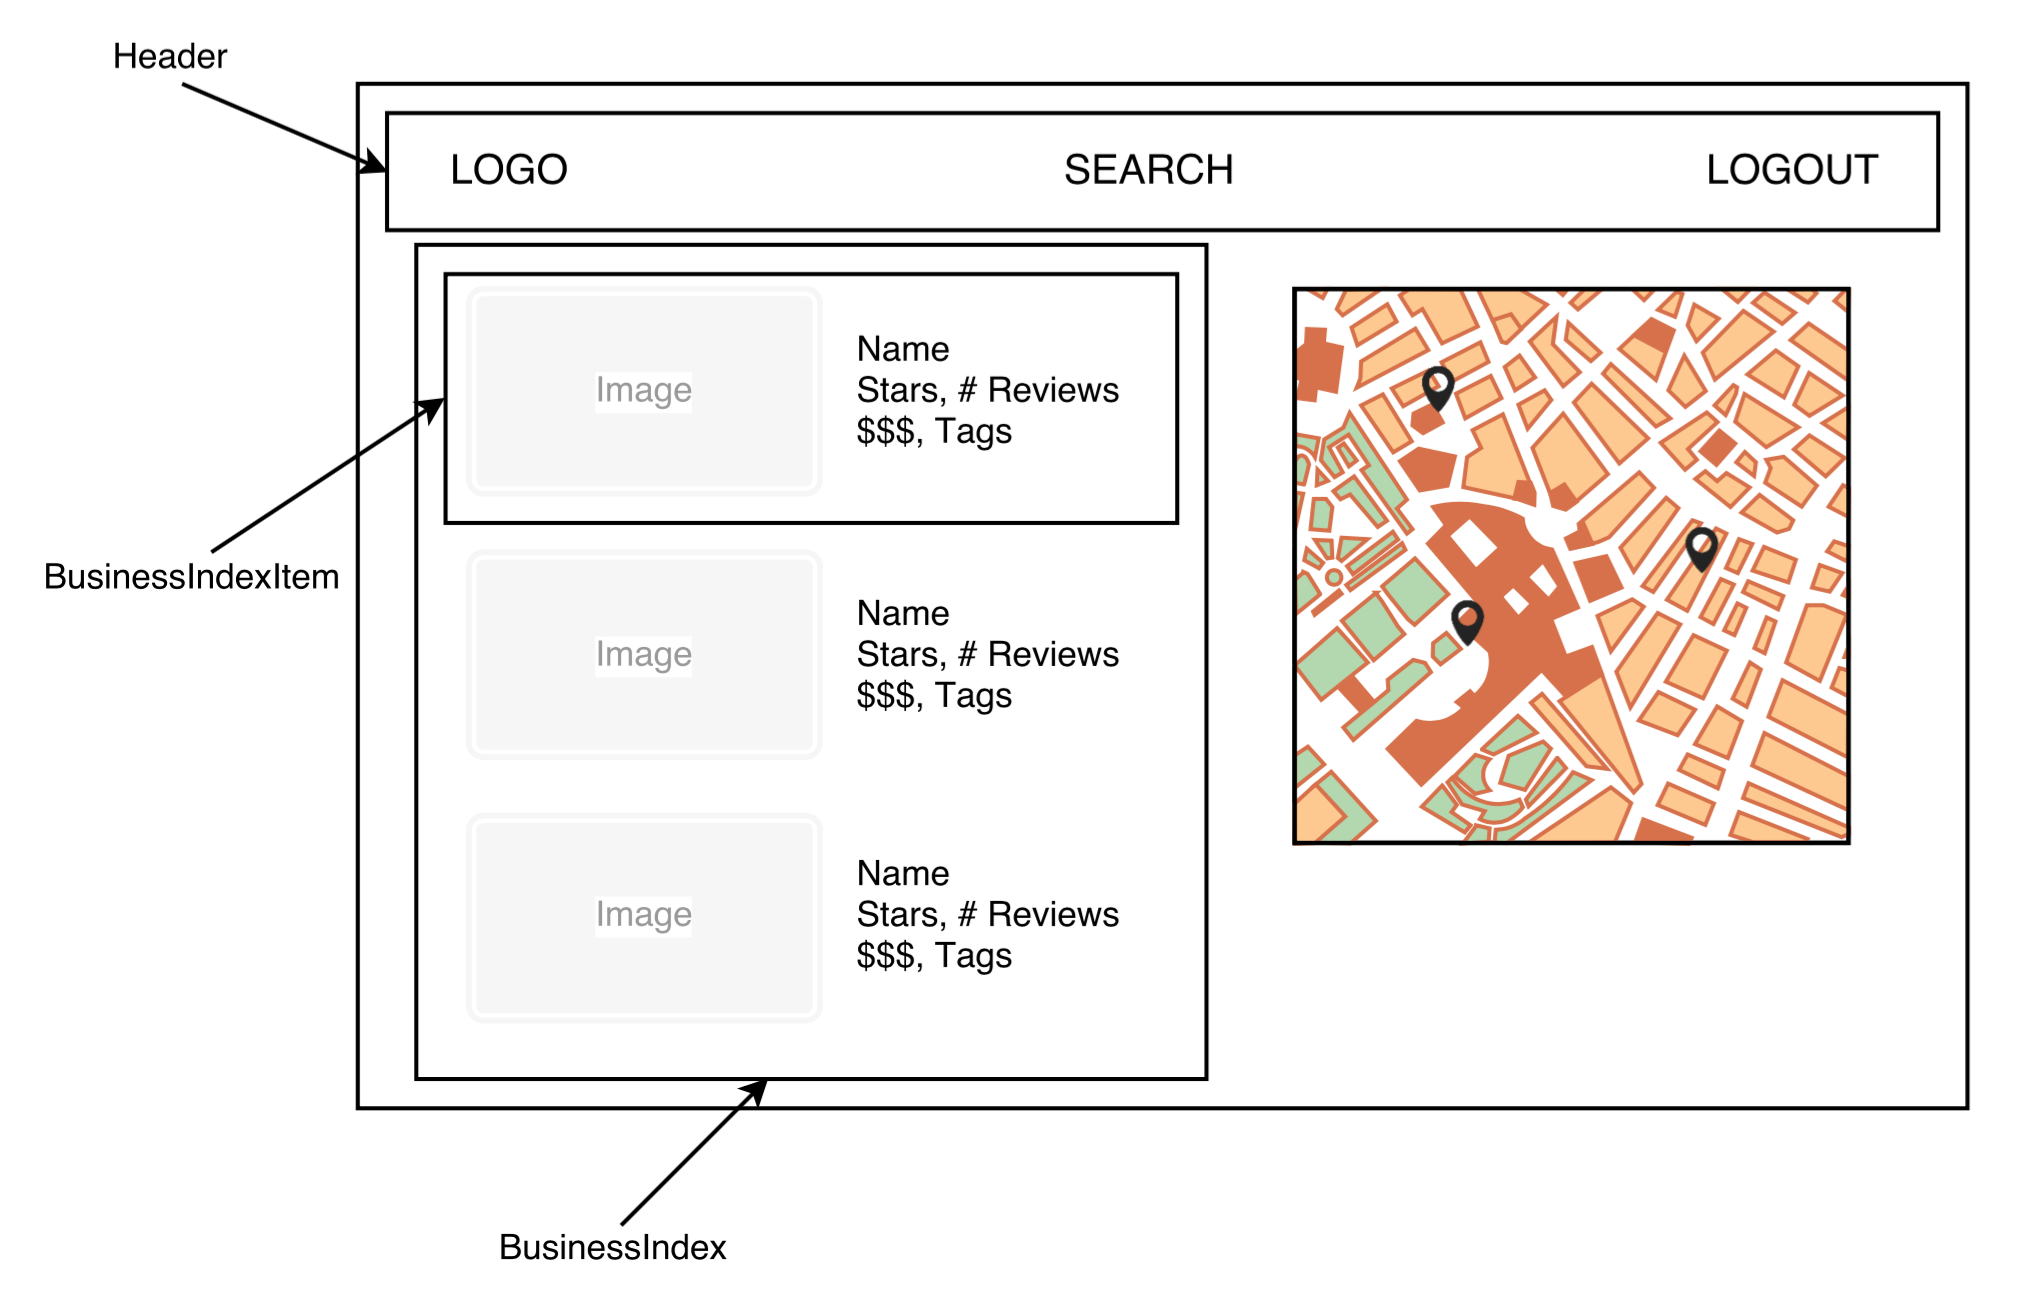 Header
LOGO SEARCH LOGOUT
Image
Name
Stars, # Reviews
$$$, Tags
BusinessIndexItem
Image
Name
Stars, # Reviews
$$$, Tags
Image
Name
Stars, # Reviews
$$$, Tags
BusinessIndex